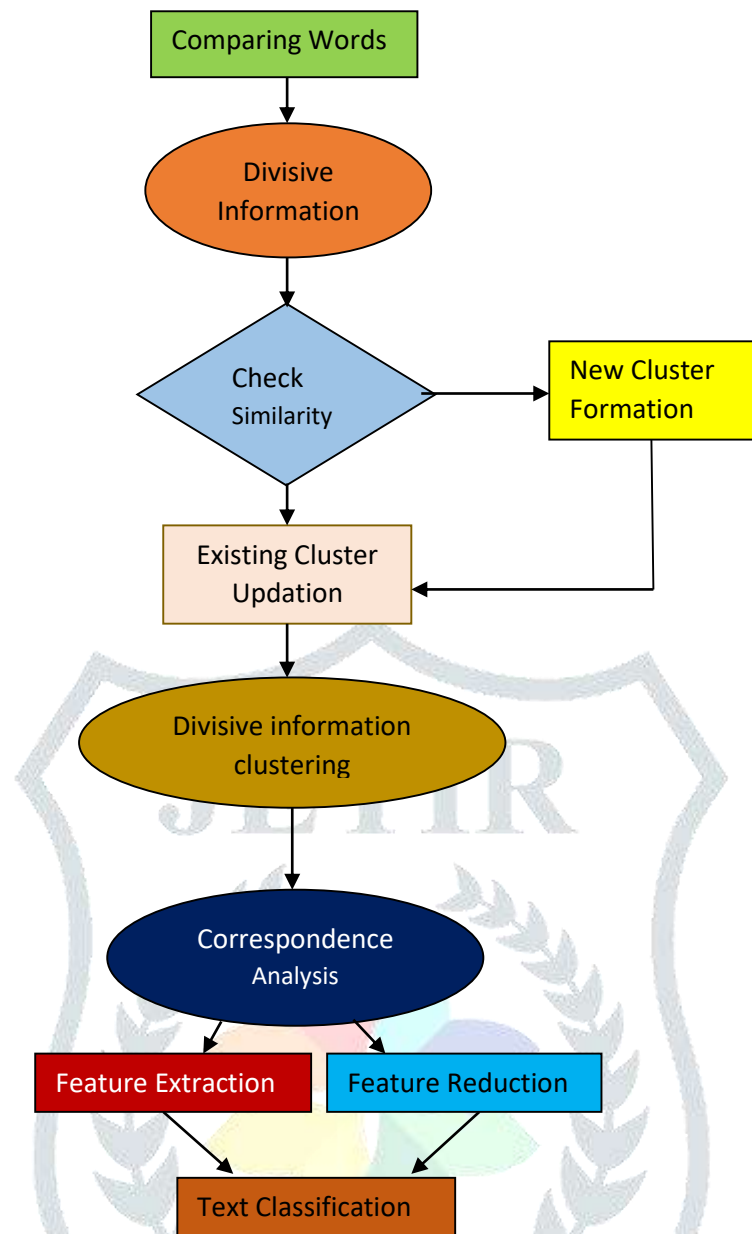 Comparing Words
Divisive
Information
Check
Similarity
New Cluster
Formation
Existing Cluster
Updation
Divisive information
clustering
JETIR
Correspondence
Analysis
Feature Extraction
Feature Reduction
Text Classification